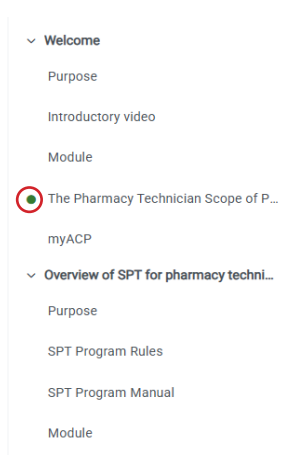 Welcome
Purpose
Introductory video
Module
The Pharmacy Technician Scope of P...
myACP
Overview of SPT for pharmacy techni...
Purpose
SPT Program Rules
SPT Program Manual
Module